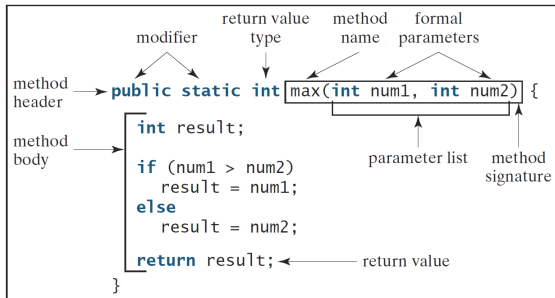 return value type
method name
formal parameters
modifier
method header
public static int max(int num1, int num2) {
method body
int result;
parameter list
method signature
if (num1 > num2)
result = num1;
else
result = num2;
return result;
return value
}